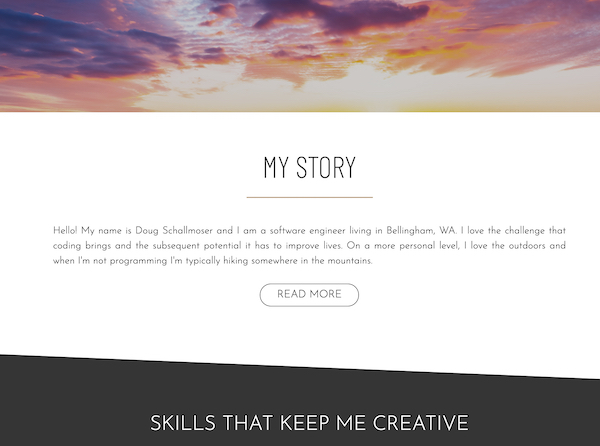 MY STORY
Hello! My name is Doug Schallmoser and I am a software engineer living in Bellingham, WA. I love the challenge that
coding brings and the subsequent potential it has to improve lives. On a more personal level, I love the outdoors and
when I'm not programming I'm typically hiking somewhere in the mountains.
READ MORE
SKILLS THAT KEEP ME CREATIVE